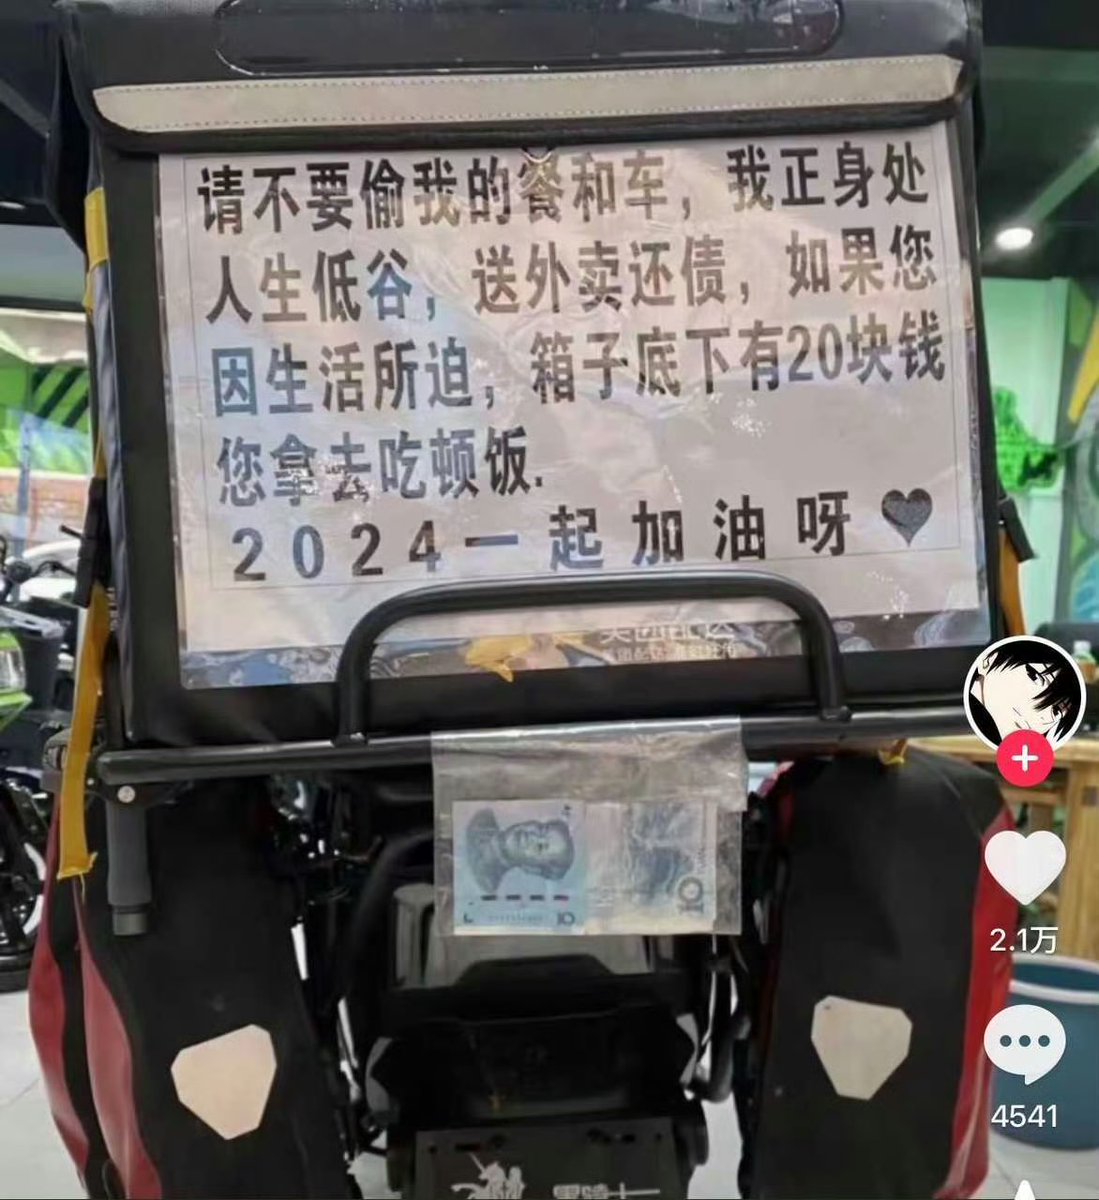 请不要偷我的餐和车，我正身处
人生低谷，送外卖还债，如果您
因生活所迫，箱子底下有20块钱
您拿去吃顿饭.
2024一起加油呀♥
10
10
2.1万
4541